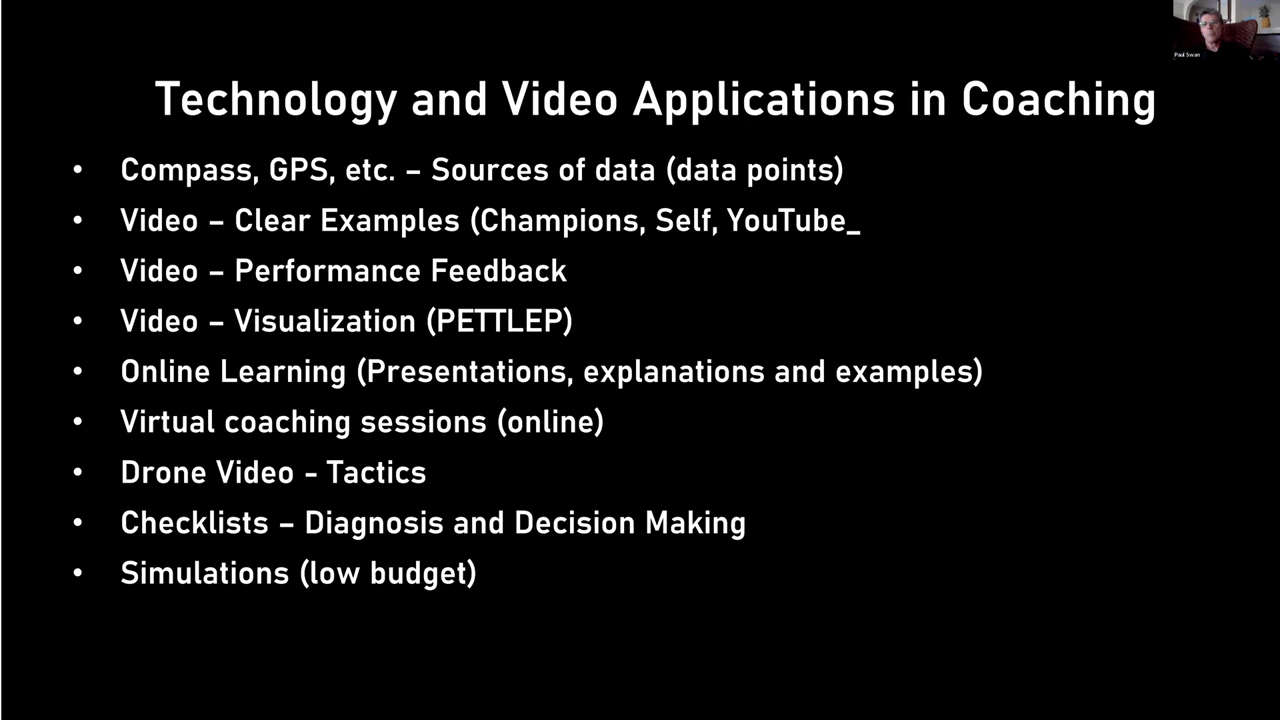 Paul Swan
Technology and Video Applications in Coaching
• Compass, GPS, etc. – Sources of data (data points)
• Video – Clear Examples (Champions, Self, YouTube_
• Video – Performance Feedback
• Video – Visualization (PETTLEP)
• Online Learning (Presentations, explanations and examples)
• Virtual coaching sessions (online)
• Drone Video - Tactics
• Checklists – Diagnosis and Decision Making
• Simulations (low budget)